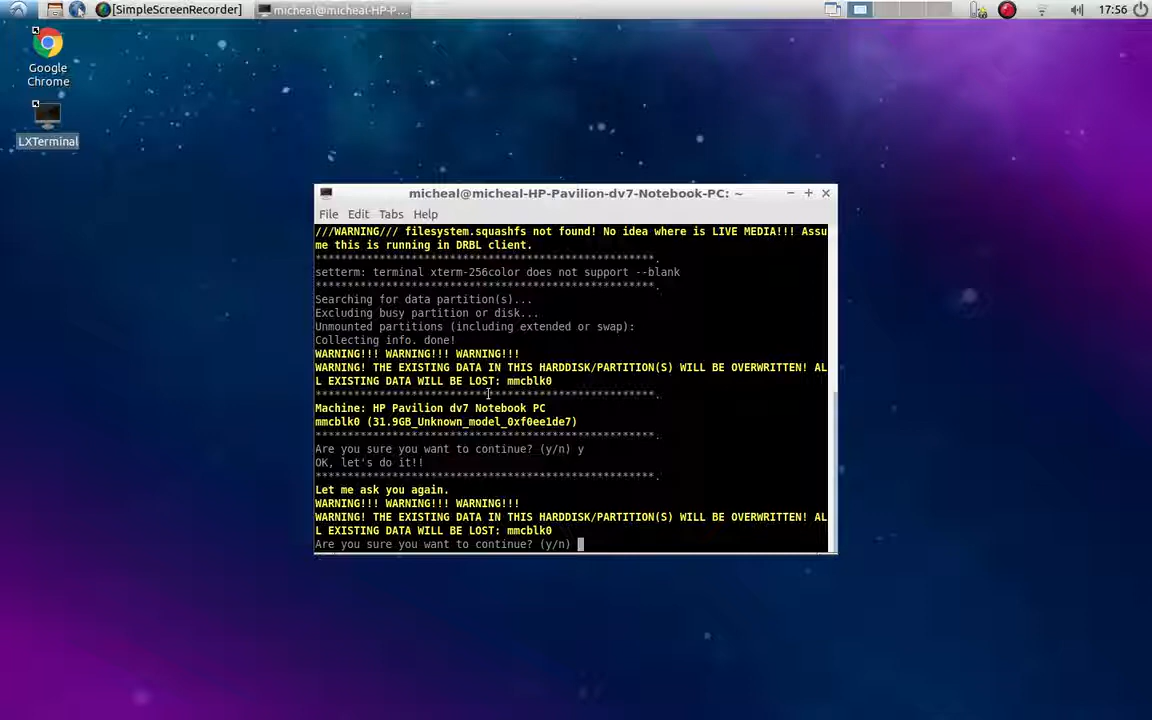 [SimpleScreenRecorder]
micheal@micheal-HP-P...
17:56
Google
Chrome
LXTerminal
micheal@micheal-HP-Pavilion-dv7-Notebook-PC: ~
File Edit Tabs Help
///WARNING/// filesystem.squashfs not found! No idea where is LIVE MEDIA!!! Assu
me this is running in DRBL client.
*****************************************************.
setterm: terminal xterm-256color does not support --blank
*****************************************************.
Searching for data partition(s)...
Excluding busy partition or disk...
Unmounted partitions (including extended or swap):
Collecting info. done!
WARNING!!! WARNING!!! WARNING!!!
WARNING! THE EXISTING DATA IN THIS HARDDISK/PARTITION(S) WILL BE OVERWRITTEN! AL
L EXISTING DATA WILL BE LOST: mmcblk0
*****************************************************.
Machine: HP Pavilion dv7 Notebook PC
mmcblk0 (31.9GB_Unknown_model_0xf0ee1de7)
*****************************************************.
Are you sure you want to continue? (y/n) y
OK, let's do it!!
*****************************************************.
Let me ask you again.
WARNING!!! WARNING!!! WARNING!!!
WARNING! THE EXISTING DATA IN THIS HARDDISK/PARTITION(S) WILL BE OVERWRITTEN! AL
L EXISTING DATA WILL BE LOST: mmcblk0
Are you sure you want to continue? (y/n)